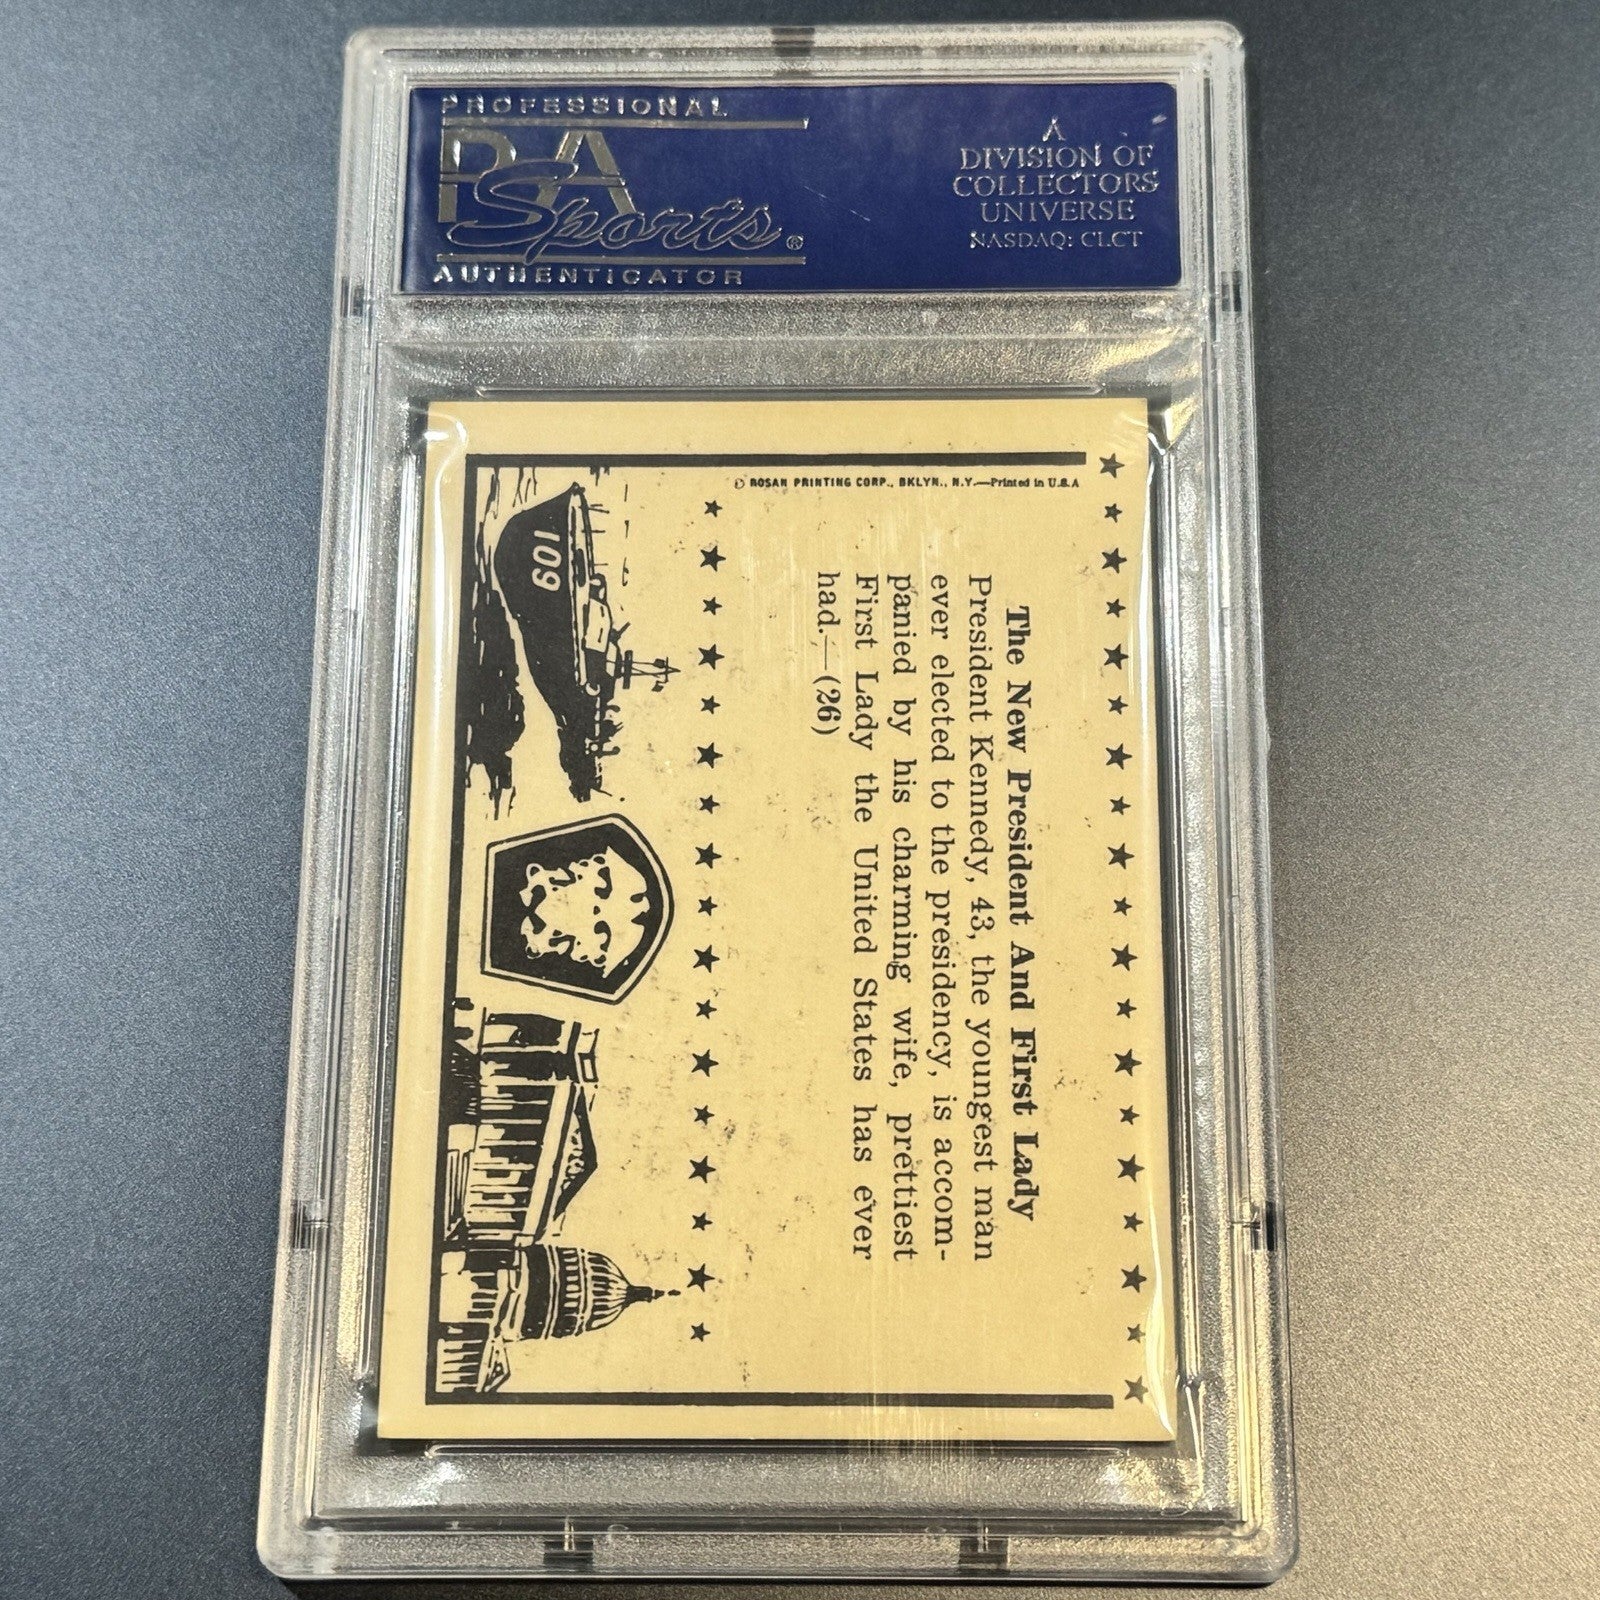 PROFESSIONAL
PSA
Sports®
AUTHENTICATOR
A
DIVISION OF
COLLECTORS
UNIVERSE
NASDAQ: CLCT
© ROSAN PRINTING CORP., BKLYN., N.Y.—Printed in U.S.A
The New President And First Lady
President Kennedy, 43, the youngest man
ever elected to the presidency, is accom-
panied by his charming wife, prettiest
First Lady the United States has ever
had.—(26)
109